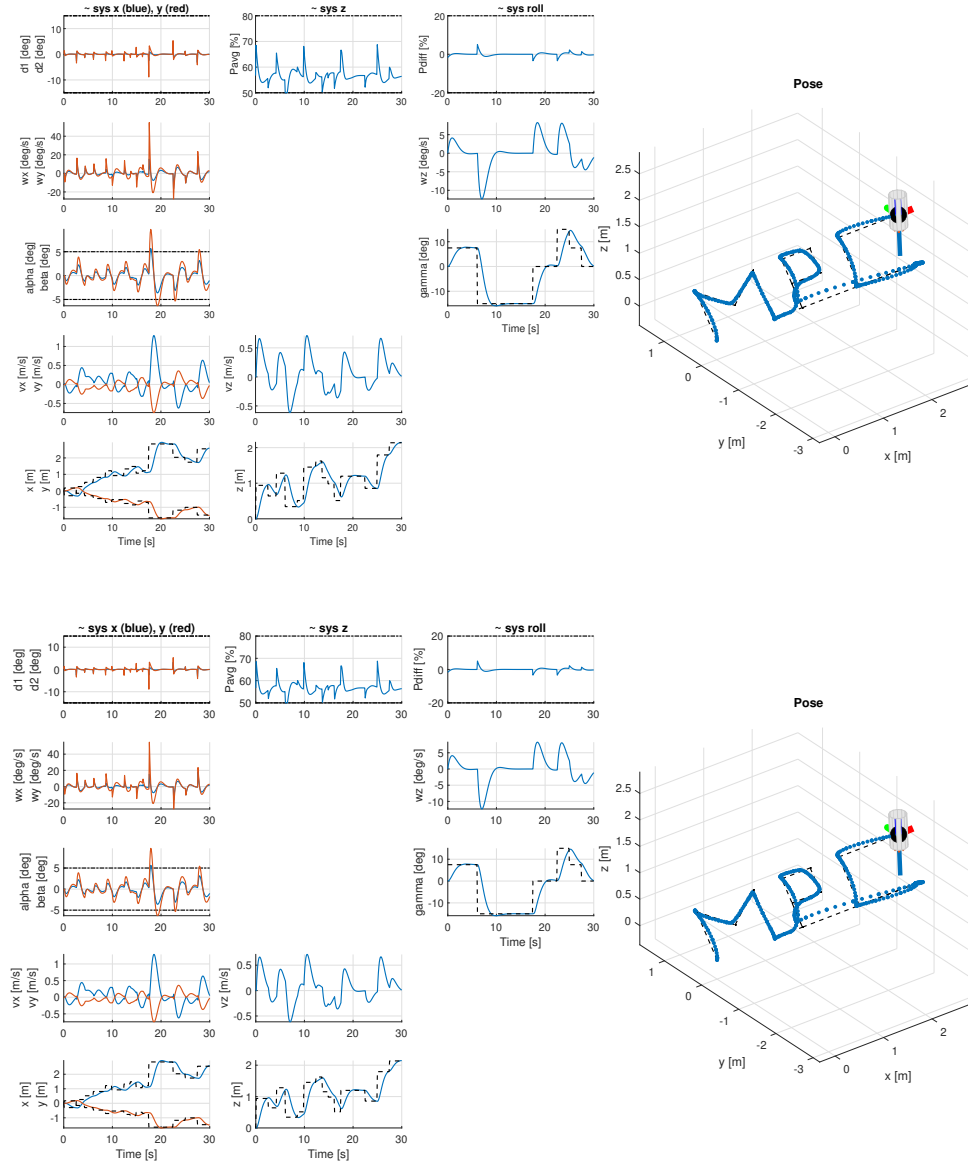 ~ sys x (blue), y (red)
~ sys z
~ sys roll
d1 [deg]
d2 [deg]
10
0
-10
0 10 20 30
Pavg [%]
80
70
60
50
0 10 20 30
Pdiff [%]
20
0
-20
0 10 20 30
wx [deg/s]
wy [deg/s]
40
20
0
-20
0 10 20 30
wz [deg/s]
5
0
-5
-10
0 10 20 30
alpha [deg]
beta [deg]
5
0
-5
0 10 20 30
gamma [deg]
10
0
-10
0 10 20 30
Time [s]
vx [m/s]
vy [m/s]
1
0.5
0
-0.5
0 10 20 30
vz [m/s]
0.5
0
-0.5
0 10 20 30
x [m]
y [m]
2
1
0
-1
0 10 20 30
Time [s]
z [m]
2
1
0
0 10 20 30
Time [s]
Pose
z [m]
2.5
2
1.5
1
0.5
0
1
0
-1
-2
-3
y [m]
0
1
2
x [m]
MPC
~ sys x (blue), y (red)
~ sys z
~ sys roll
d1 [deg]
d2 [deg]
10
0
-10
0 10 20 30
Pavg [%]
80
70
60
50
0 10 20 30
Pdiff [%]
20
0
-20
0 10 20 30
wx [deg/s]
wy [deg/s]
40
20
0
-20
0 10 20 30
wz [deg/s]
5
0
-5
-10
0 10 20 30
alpha [deg]
beta [deg]
5
0
-5
0 10 20 30
gamma [deg]
10
0
-10
0 10 20 30
Time [s]
vx [m/s]
vy [m/s]
1
0.5
0
-0.5
0 10 20 30
vz [m/s]
0.5
0
-0.5
0 10 20 30
x [m]
y [m]
2
1
0
-1
0 10 20 30
Time [s]
z [m]
2
1
0
0 10 20 30
Time [s]
Pose
z [m]
2.5
2
1.5
1
0.5
0
1
0
-1
-2
-3
y [m]
0
1
2
x [m]
MPC